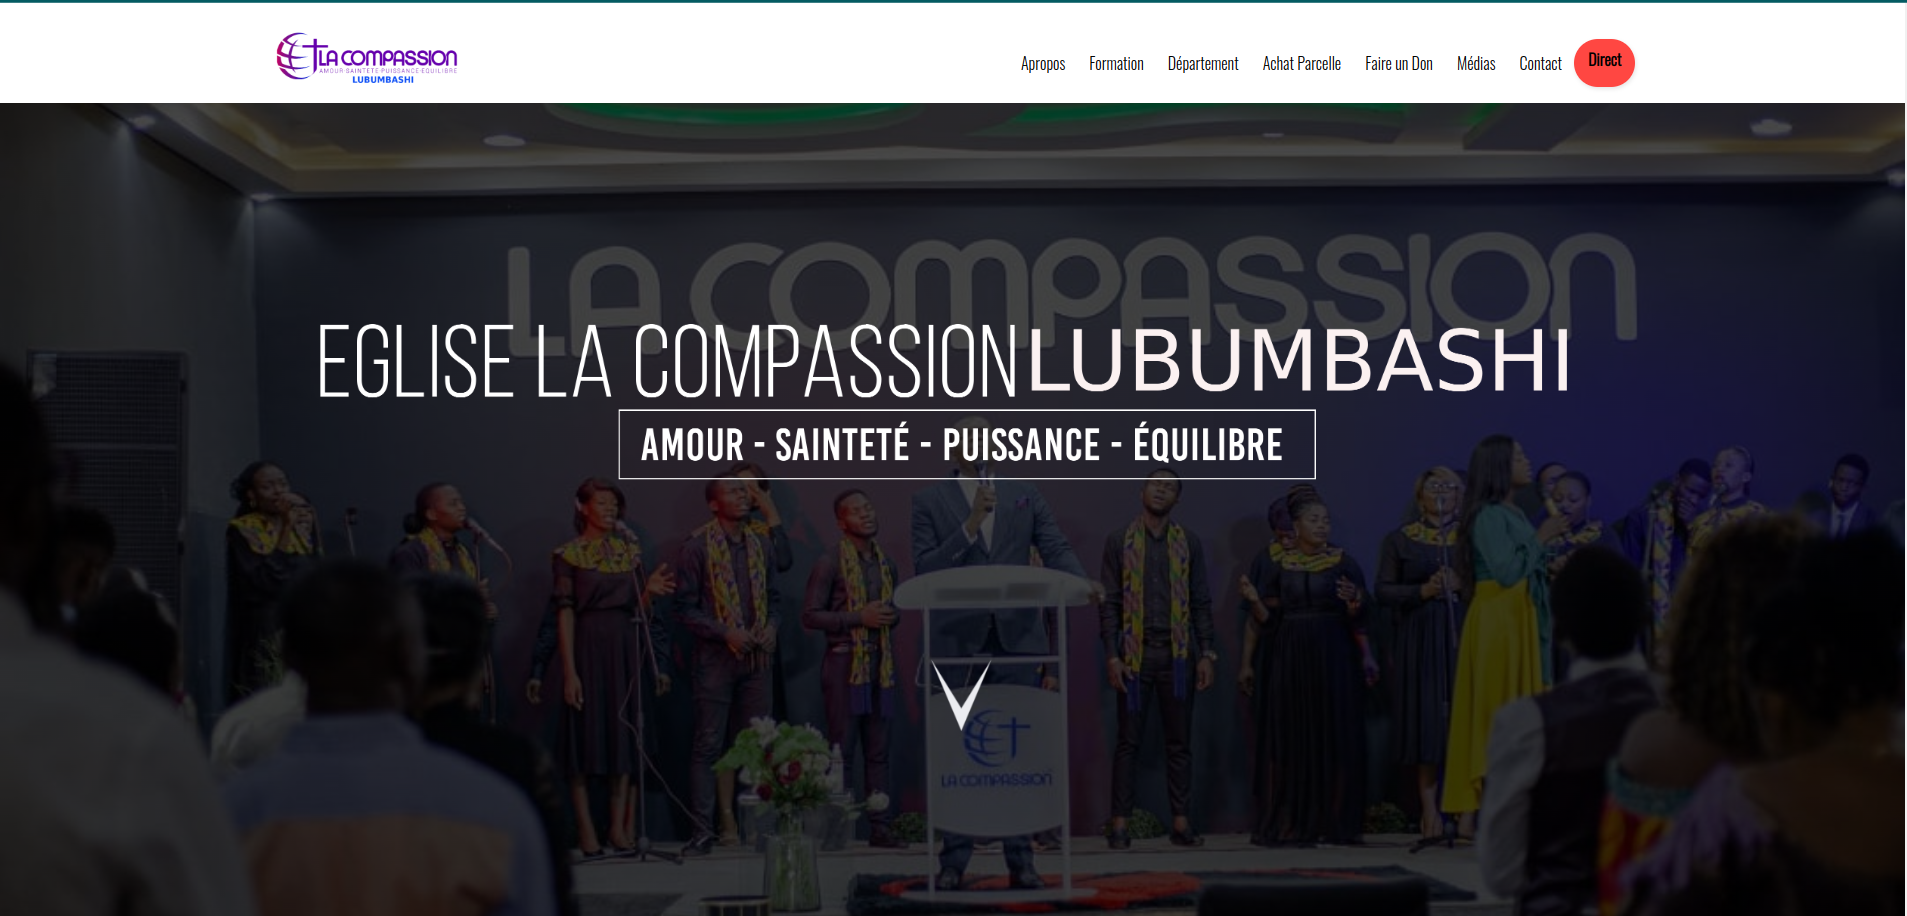 LA COMPASSION
AMOUR·SAINTETÉ·PUISSANCE·ÉQUILIBRE
LUBUMBASHI
Apropos Formation Département Achat Parcelle Faire un Don Médias Contact Direct
LA COMPASSION
EGLISE LA COMPASSION LUBUMBASHI
AMOUR - SAINTETÉ - PUISSANCE - ÉQUILIBRE
LA COMPASSION